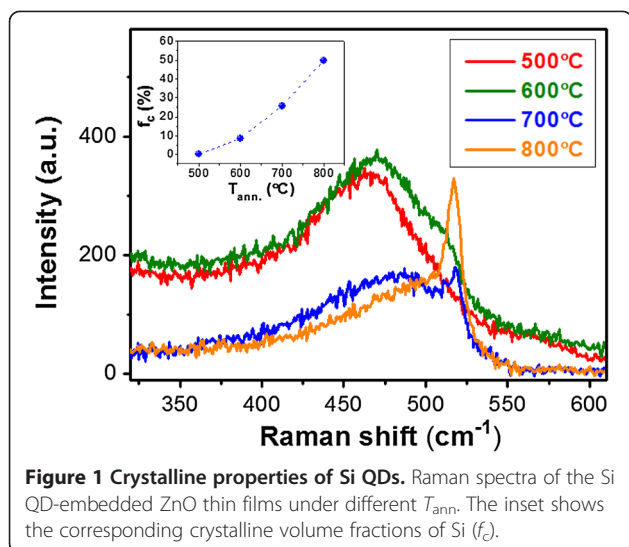 60
50
40
30
20
10
0
f_c (%)
500 600 700 800
T_ann. (°C)
500°C
600°C
700°C
800°C
400
200
0
Intensity (a.u.)
350 400 450 500 550 600
Raman shift (cm⁻¹)
Figure 1 Crystalline properties of Si QDs. Raman spectra of the Si
QD-embedded ZnO thin films under different T_ann. The inset shows
the corresponding crystalline volume fractions of Si (f_c).